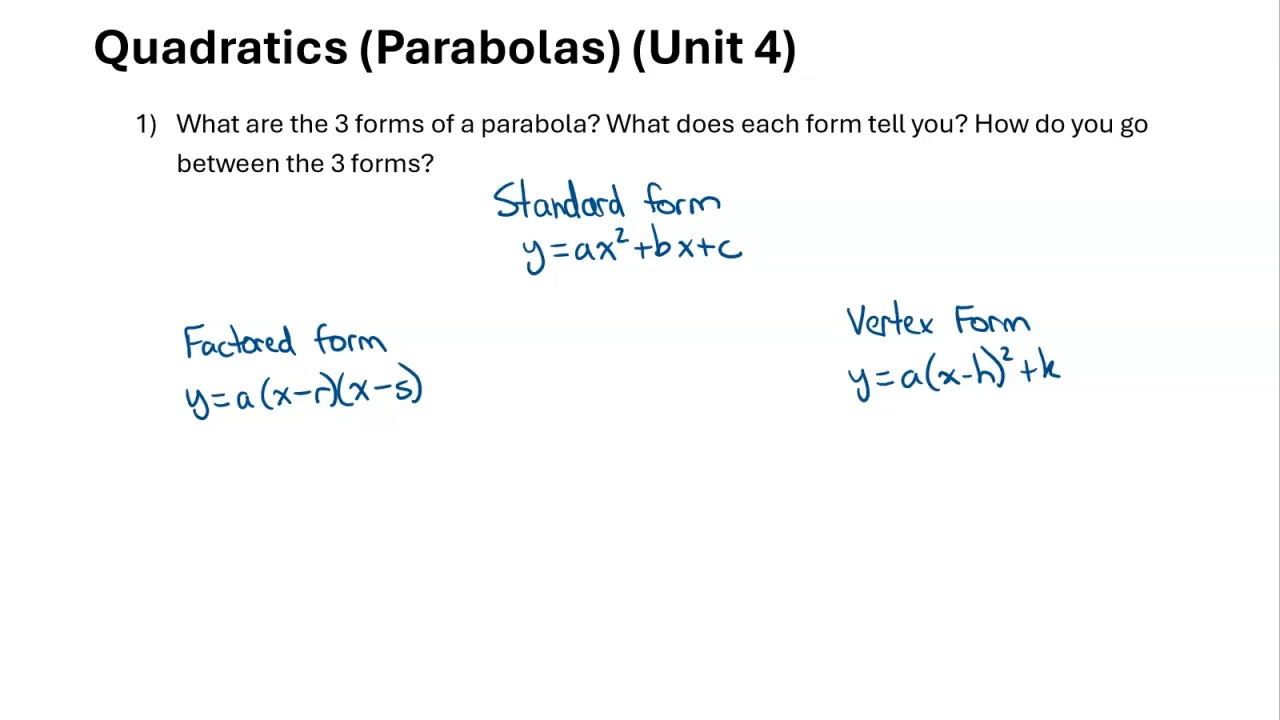 Quadratics (Parabolas) (Unit 4)
1) What are the 3 forms of a parabola? What does each form tell you? How do you go
between the 3 forms?
Standard form
y=ax²+bx+c
Factored form
y=a(x-r)(x-s)
Vertex Form
y=a(x-h)²+k